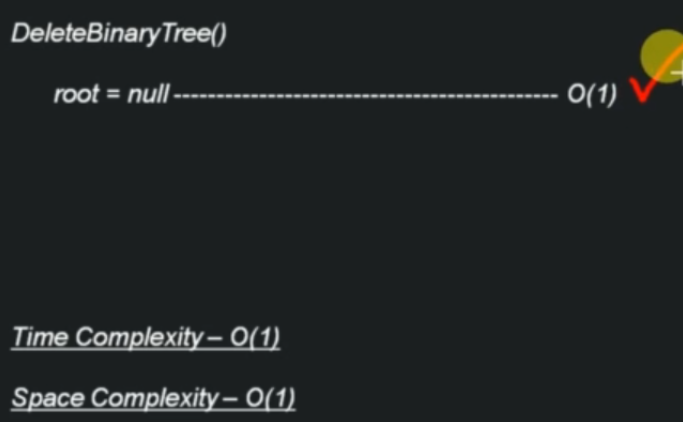 DeleteBinaryTree()
root = null--------------------------------------------- O(1)
Time Complexity – O(1)
Space Complexity – O(1)